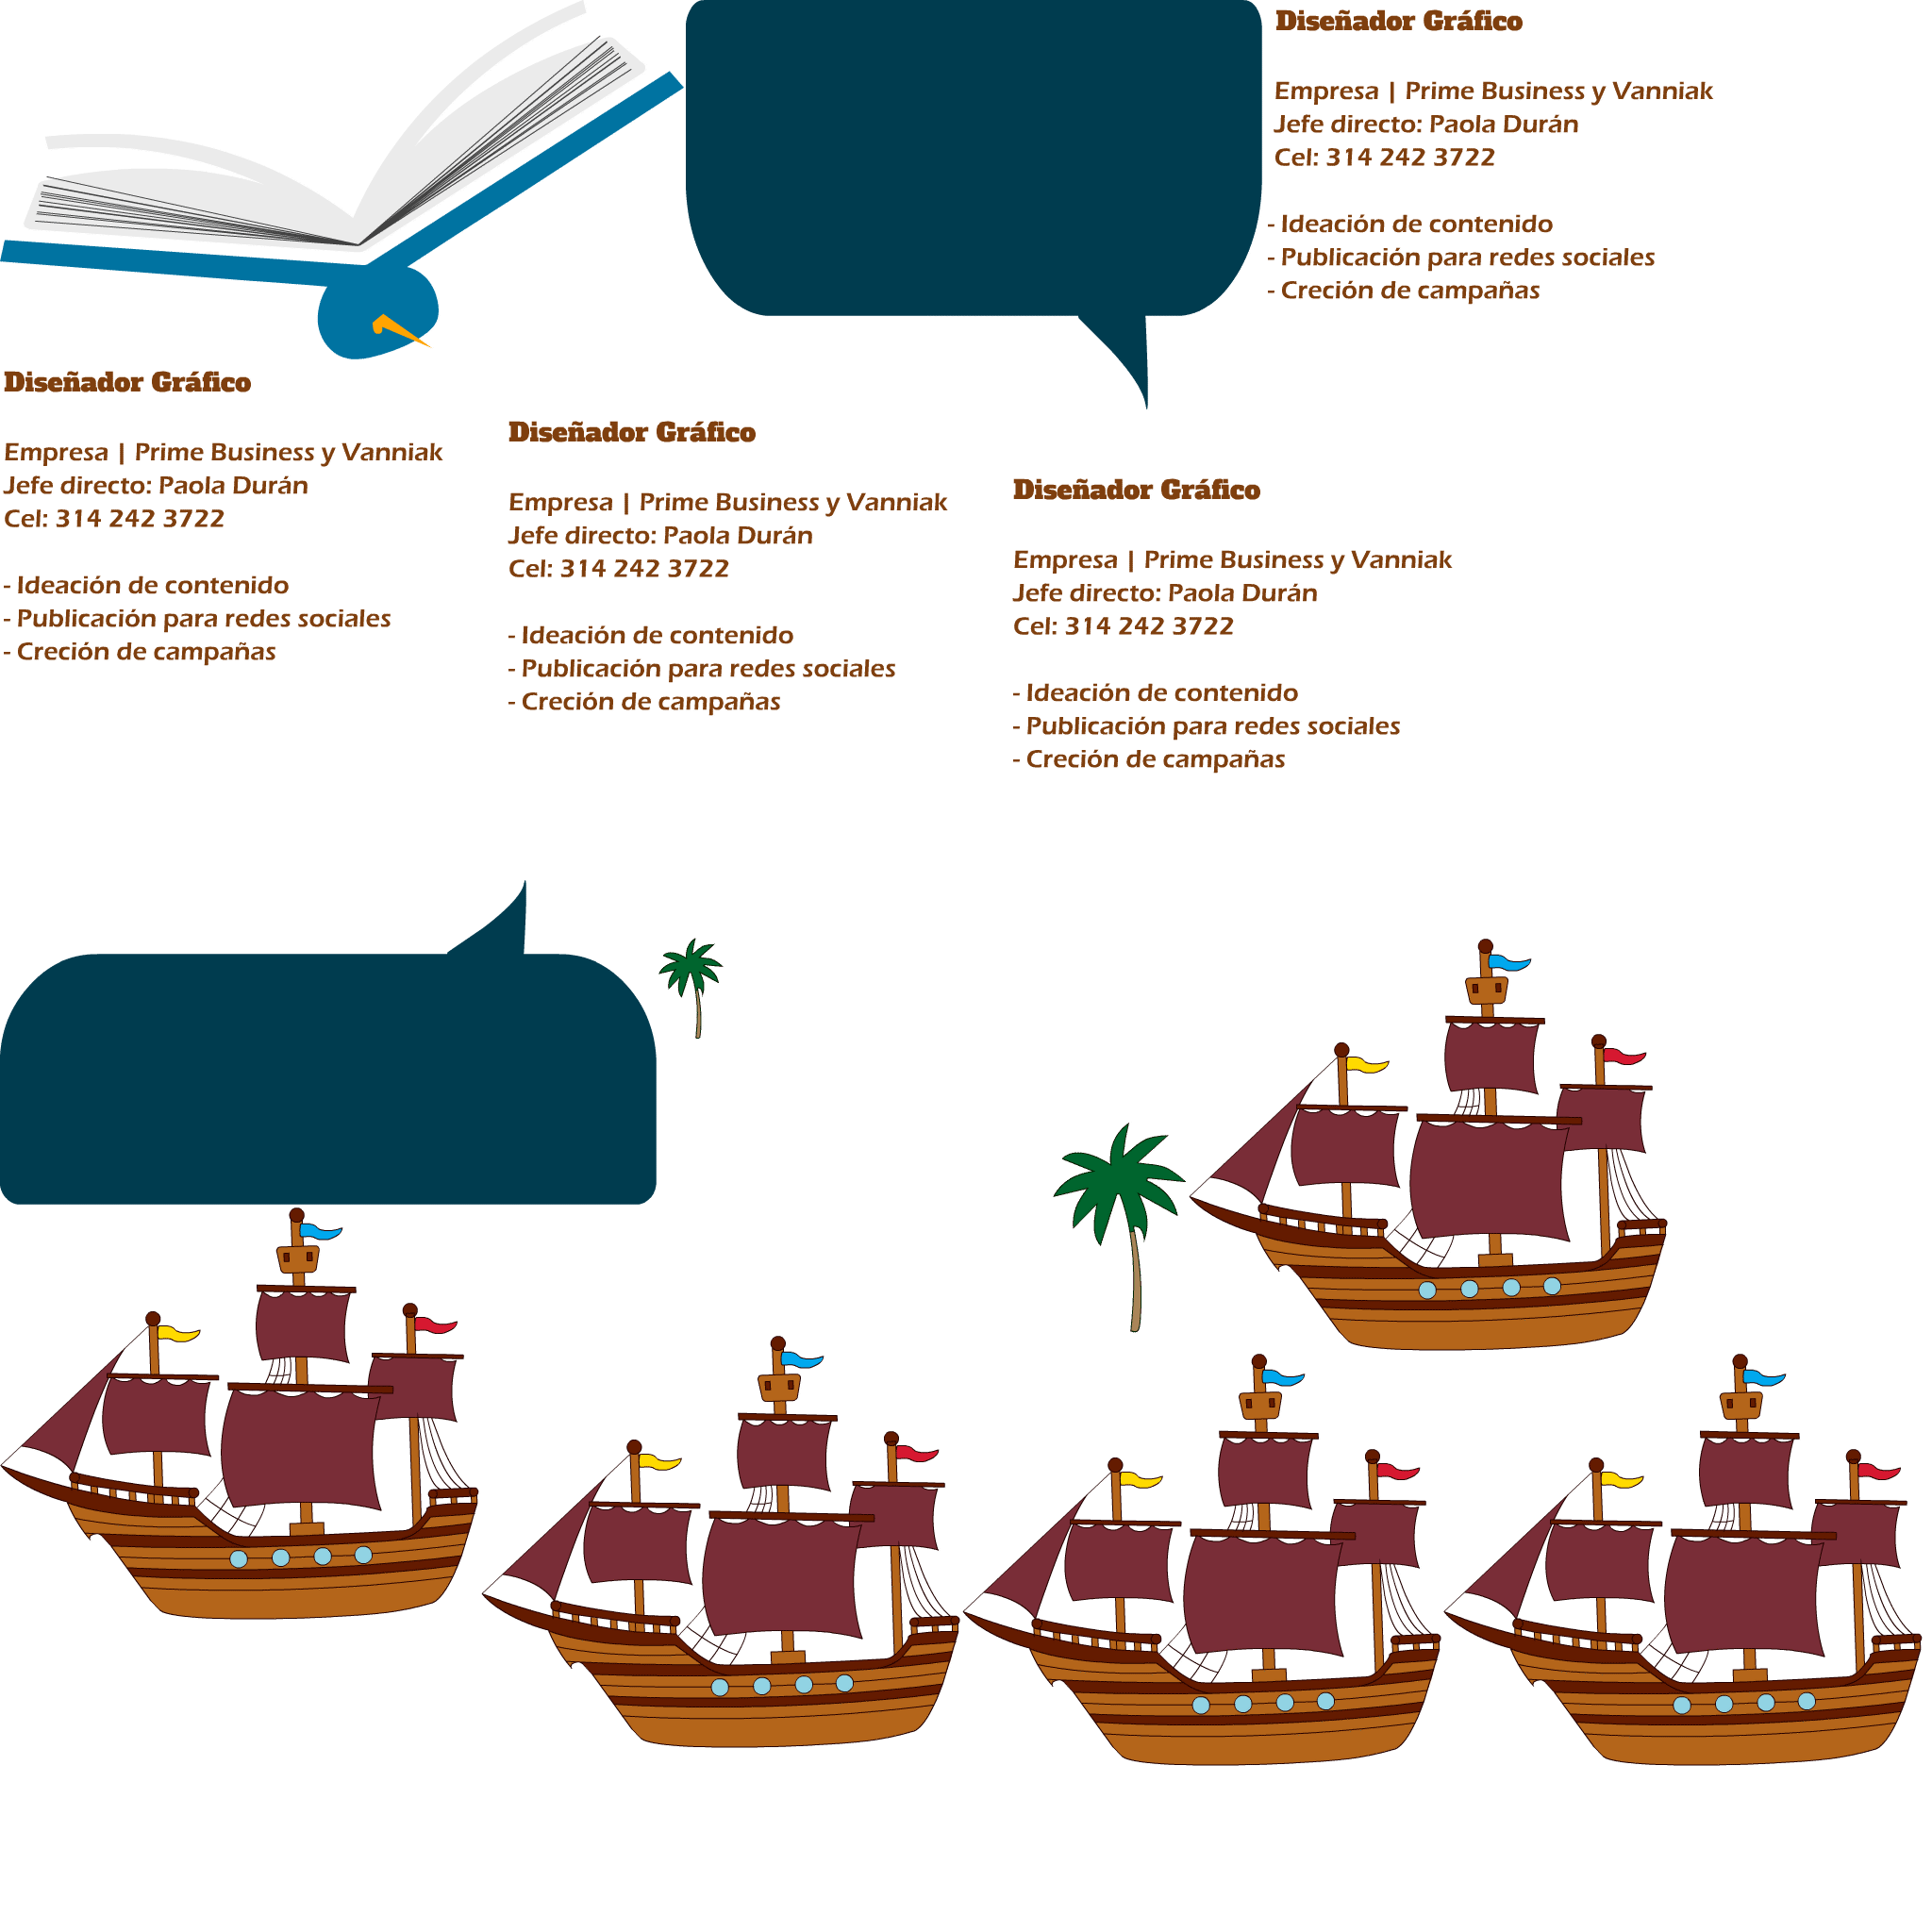 Diseñador Gráfico
Empresa | Prime Business y Vanniak
Jefe directo: Paola Durán
Cel: 314 242 3722
- Ideación de contenido
- Publicación para redes sociales
- Creción de campañas
Diseñador Gráfico
Empresa | Prime Business y Vanniak
Jefe directo: Paola Durán
Cel: 314 242 3722
- Ideación de contenido
- Publicación para redes sociales
- Creción de campañas
Diseñador Gráfico
Empresa | Prime Business y Vanniak
Jefe directo: Paola Durán
Cel: 314 242 3722
- Ideación de contenido
- Publicación para redes sociales
- Creción de campañas
Diseñador Gráfico
Empresa | Prime Business y Vanniak
Jefe directo: Paola Durán
Cel: 314 242 3722
- Ideación de contenido
- Publicación para redes sociales
- Creción de campañas